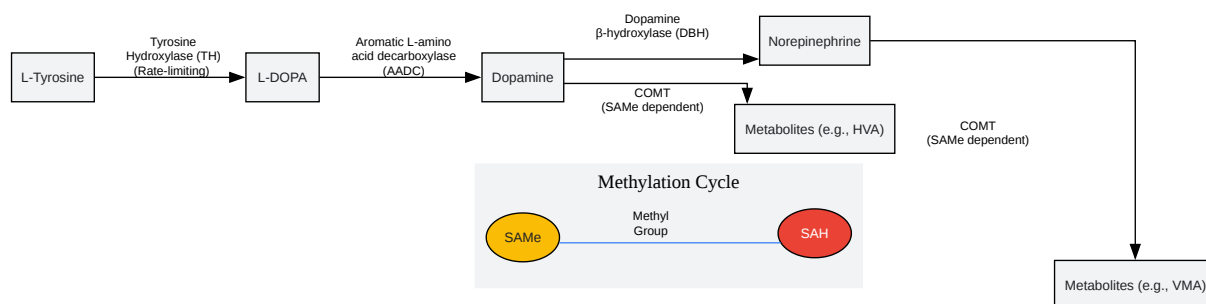 L-Tyrosine
Tyrosine
Hydroxylase (TH)
(Rate-limiting)
L-DOPA
Aromatic L-amino
acid decarboxylase
(AADC)
Dopamine
Dopamine
β-hydroxylase (DBH)
Norepinephrine
COMT
(SAMe dependent)
Metabolites (e.g., HVA)
COMT
(SAMe dependent)
Metabolites (e.g., VMA)
Methylation Cycle
SAMe
Methyl
Group
SAH